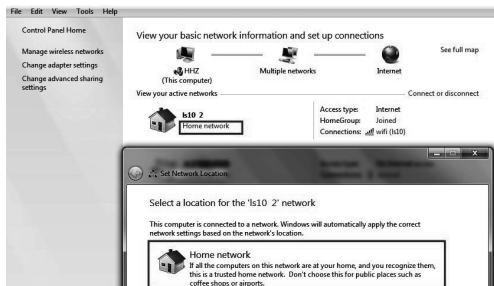 File Edit View Tools Help
Control Panel Home
View your basic network information and set up connections
Manage wireless networks
Change adapter settings
Change advanced sharing
settings
See full map
HHZ
(This computer)
Multiple networks
Internet
View your active networks
Connect or disconnect
ls10 2
Home network
Access type: Internet
HomeGroup: Joined
Connections: wifi (ls10)
Set Network Location
Select a location for the 'ls10 2' network
This computer is connected to a network. Windows will automatically apply the correct
network settings based on the network's location.
Home network
If all the computers on this network are at your home, and you recognize them,
this is a trusted home network. Don't choose this for public places such as
coffee shops or airports.